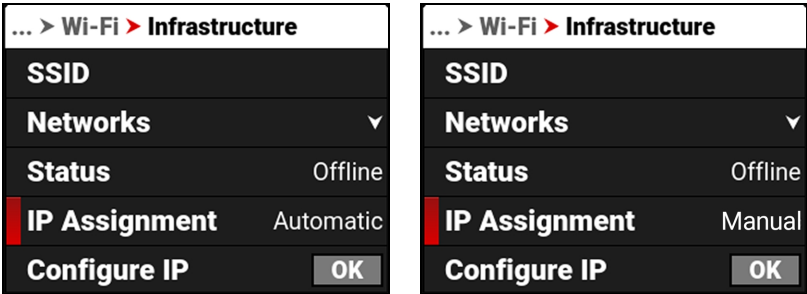 ... > Wi-Fi > Infrastructure
SSID
Networks
Status Offline
IP Assignment Automatic
Configure IP OK
... > Wi-Fi > Infrastructure
SSID
Networks
Status Offline
IP Assignment Manual
Configure IP OK